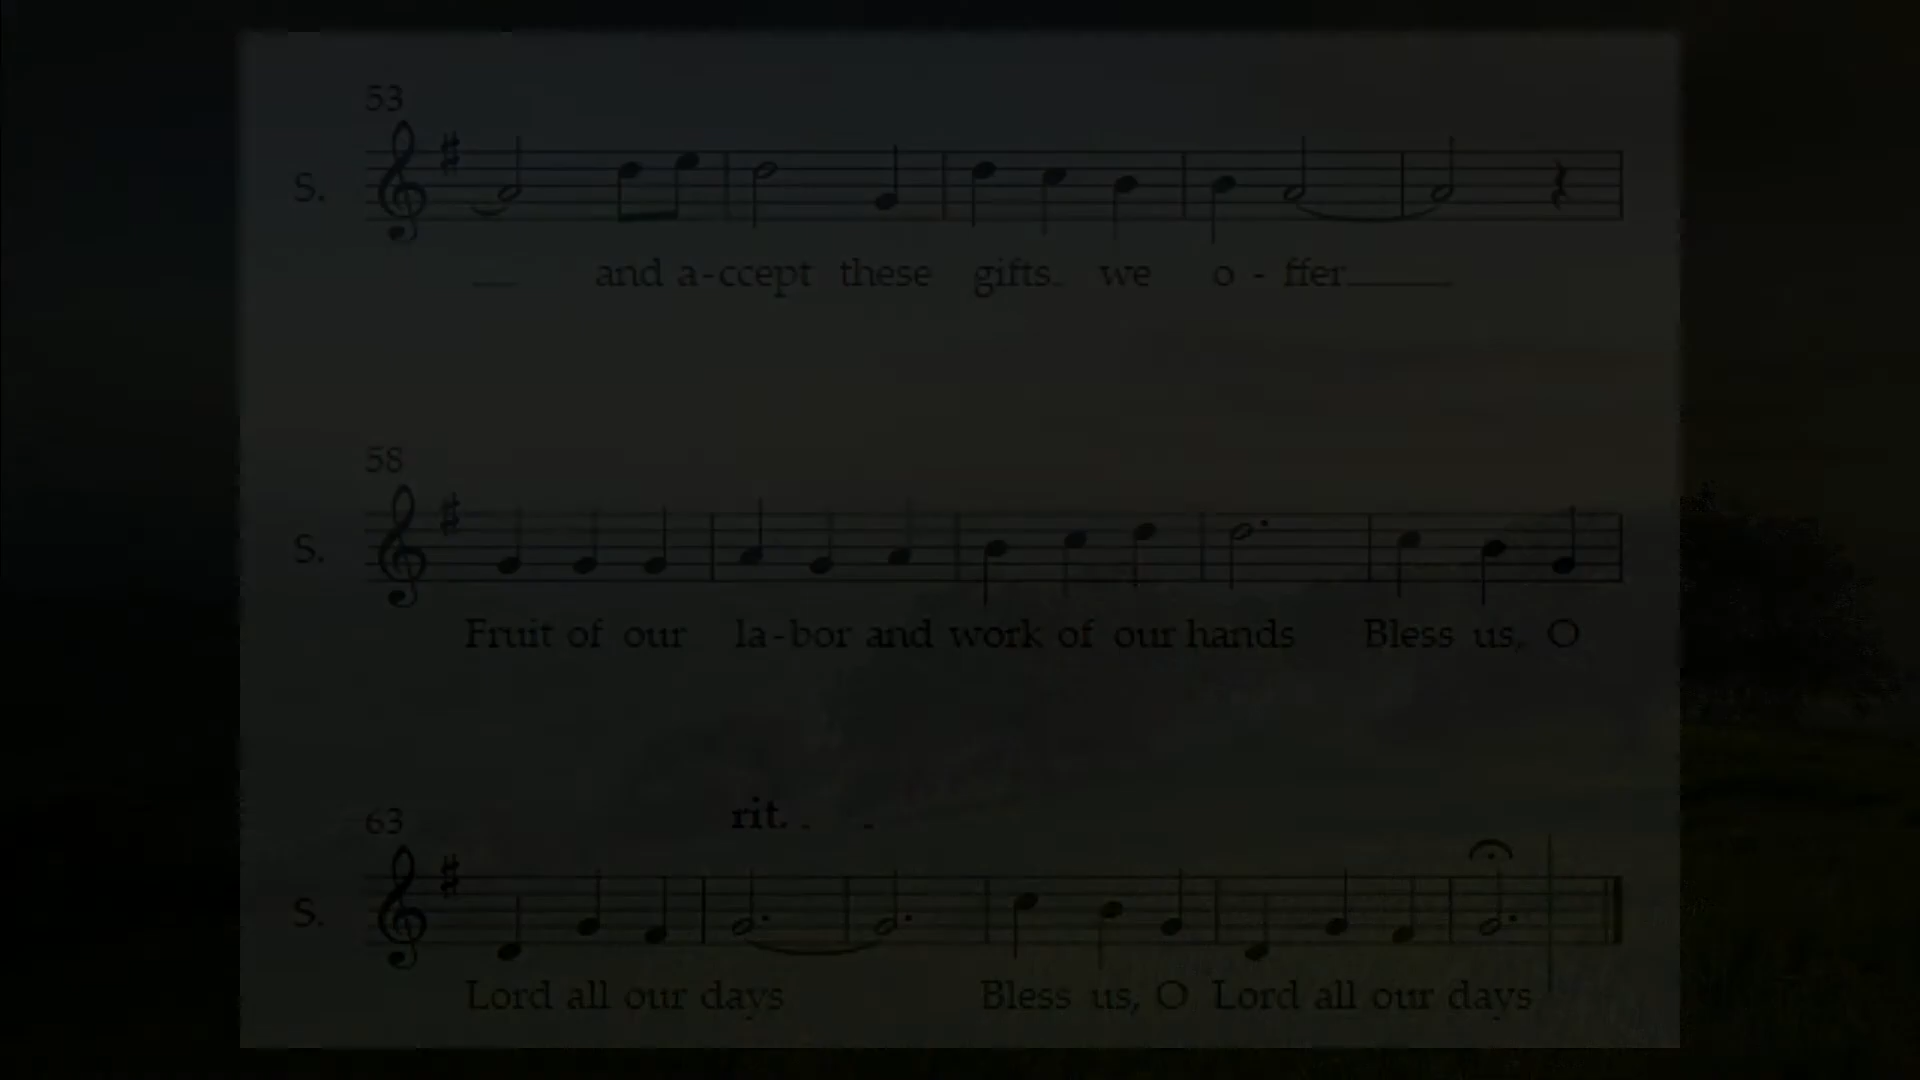 53
S.
and a-ccept these gifts we o - ffer
58
S.
Fruit of our la-bor and work of our hands Bless us, O
63
rit.
S.
Lord all our days Bless us, O Lord all our days